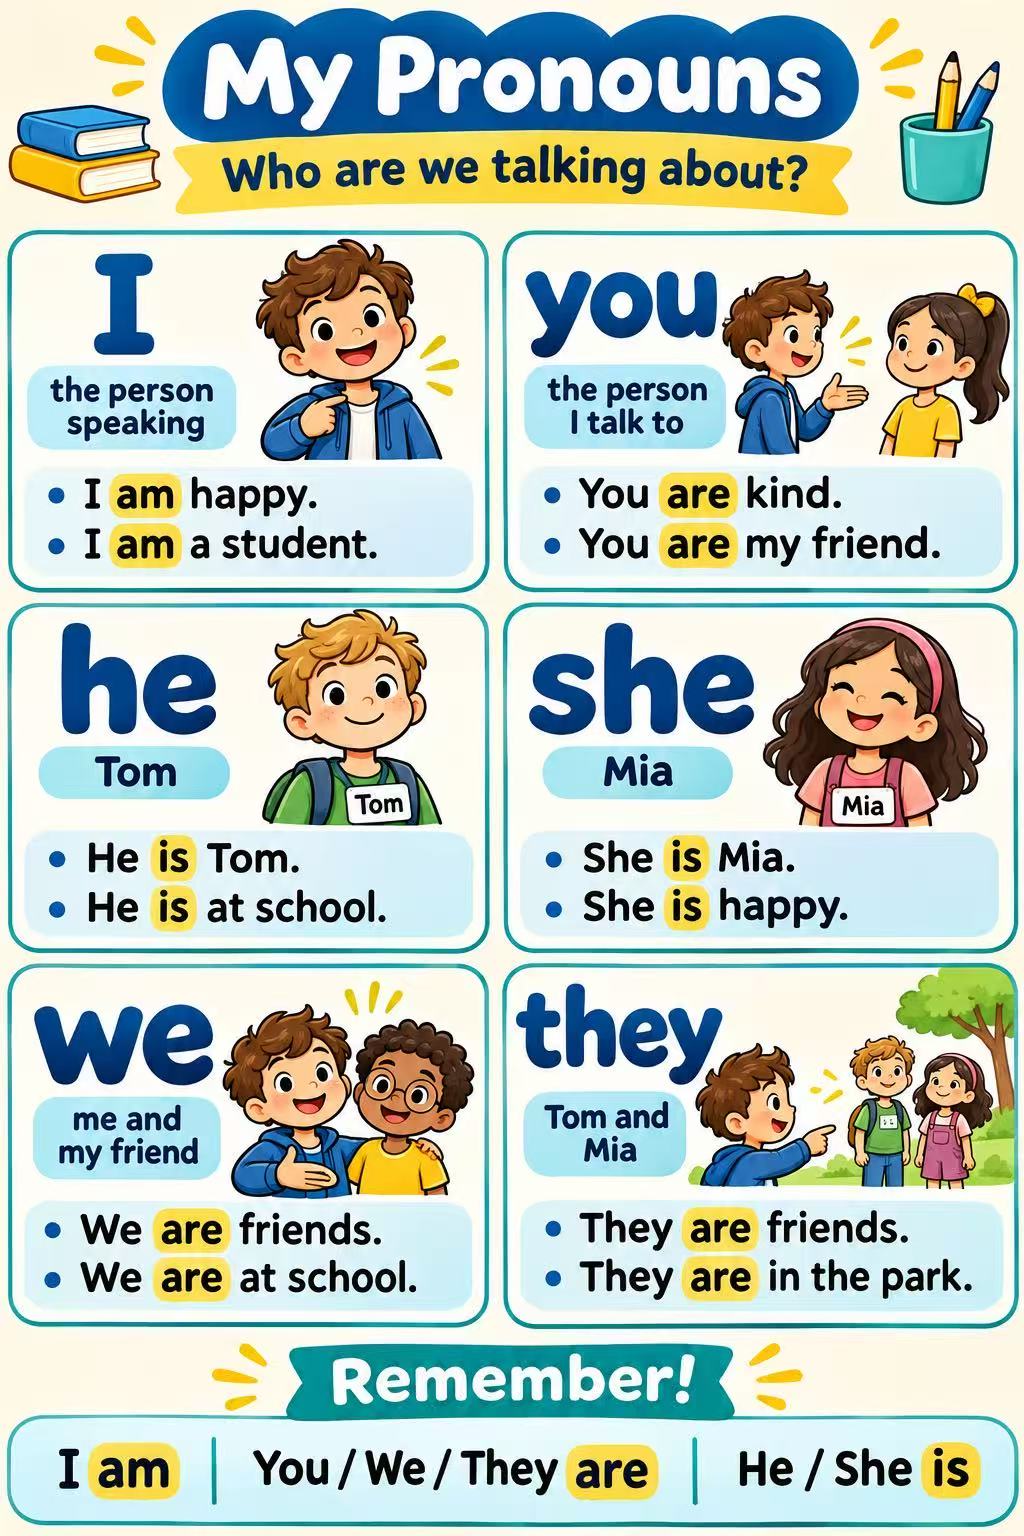 My Pronouns
Who are we talking about?
I
the person
speaking
• I am happy.
• I am a student.
you
the person
I talk to
• You are kind.
• You are my friend.
he
Tom
Tom
• He is Tom.
• He is at school.
she
Mia
Mia
• She is Mia.
• She is happy.
we
me and
my friend
• We are friends.
• We are at school.
they
Tom and
Mia
• They are friends.
• They are in the park.
Remember!
I am
You / We / They are
He / She is